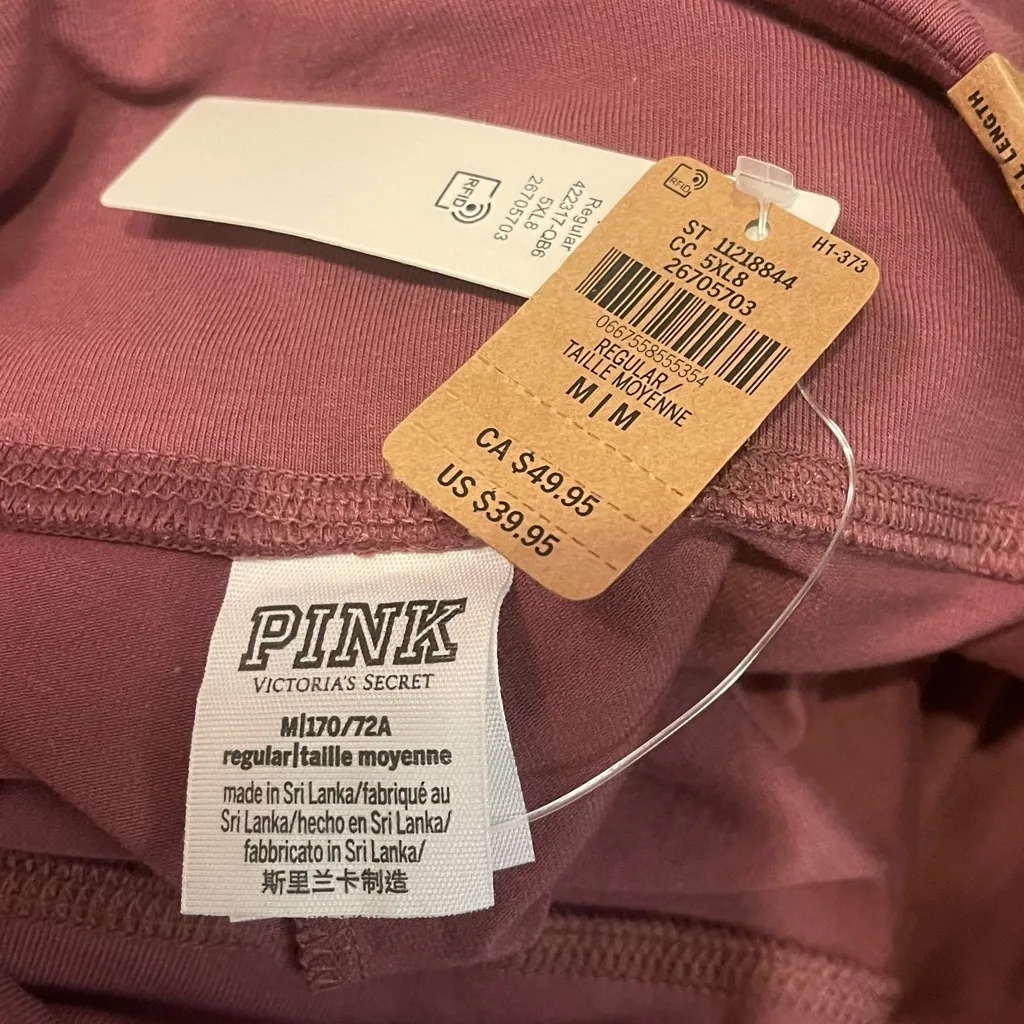 RFID
Regular
422317-QB6
5XL8
26705703
RFID
H1-373
ST 11218844
CC 5XL8
26705703
0667558555354
REGULAR /
TAILLE MOYENNE
M | M
CA $49.95
US $39.95
LENGTH
PINK
VICTORIA'S SECRET
M|170/72A
regular|taille moyenne
made in Sri Lanka/fabriqué au
Sri Lanka/hecho en Sri Lanka/
fabbricato in Sri Lanka/
斯里兰卡制造